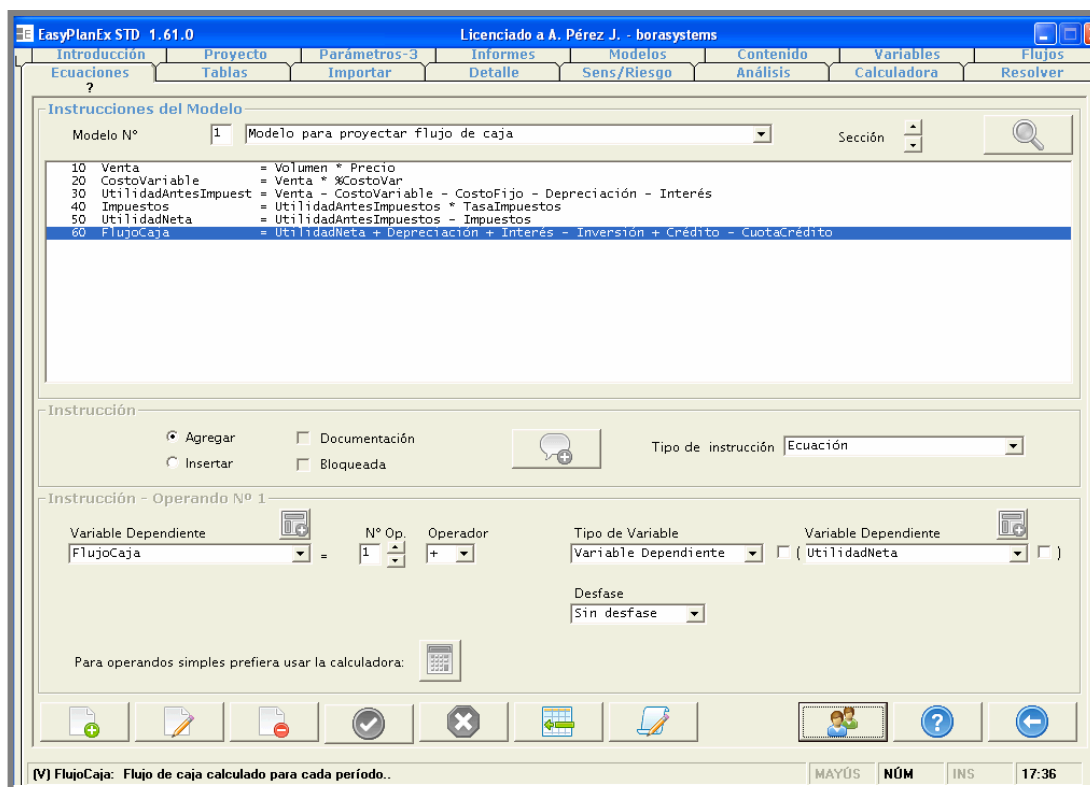 EasyPlanEx STD 1.61.0 Licenciado a A. Pérez J. - borasystems
Introducción Proyecto Parámetros-3 Informes Modelos Contenido Variables Flujos
Ecuaciones Tablas Importar Detalle Sens/Riesgo Análisis Calculadora Resolver
?
Instrucciones del Modelo
Modelo Nº 1 Modelo para proyectar flujo de caja Sección
10 Venta = Volumen * Precio
20 CostoVariable = Venta * %CostoVar
30 UtilidadAntesImpuest = Venta - CostoVariable - CostoFijo - Depreciación - Interés
40 Impuestos = UtilidadAntesImpuestos * TasaImpuestos
50 UtilidadNeta = UtilidadAntesImpuestos - Impuestos
60 FlujoCaja = UtilidadNeta + Depreciación + Interés - Inversión + Crédito - CuotaCrédito
Instrucción
Agregar Documentación Tipo de instrucción Ecuación
Insertar Bloqueada
Instrucción - Operando Nº 1
Variable Dependiente Nº Op. Operador Tipo de Variable Variable Dependiente
FlujoCaja = 1 + Variable Dependiente ( UtilidadNeta )
Desfase
Sin desfase
Para operandos simples prefiera usar la calculadora:
(V) FlujoCaja: Flujo de caja calculado para cada período.. MAYÚS NÚM INS 17:36